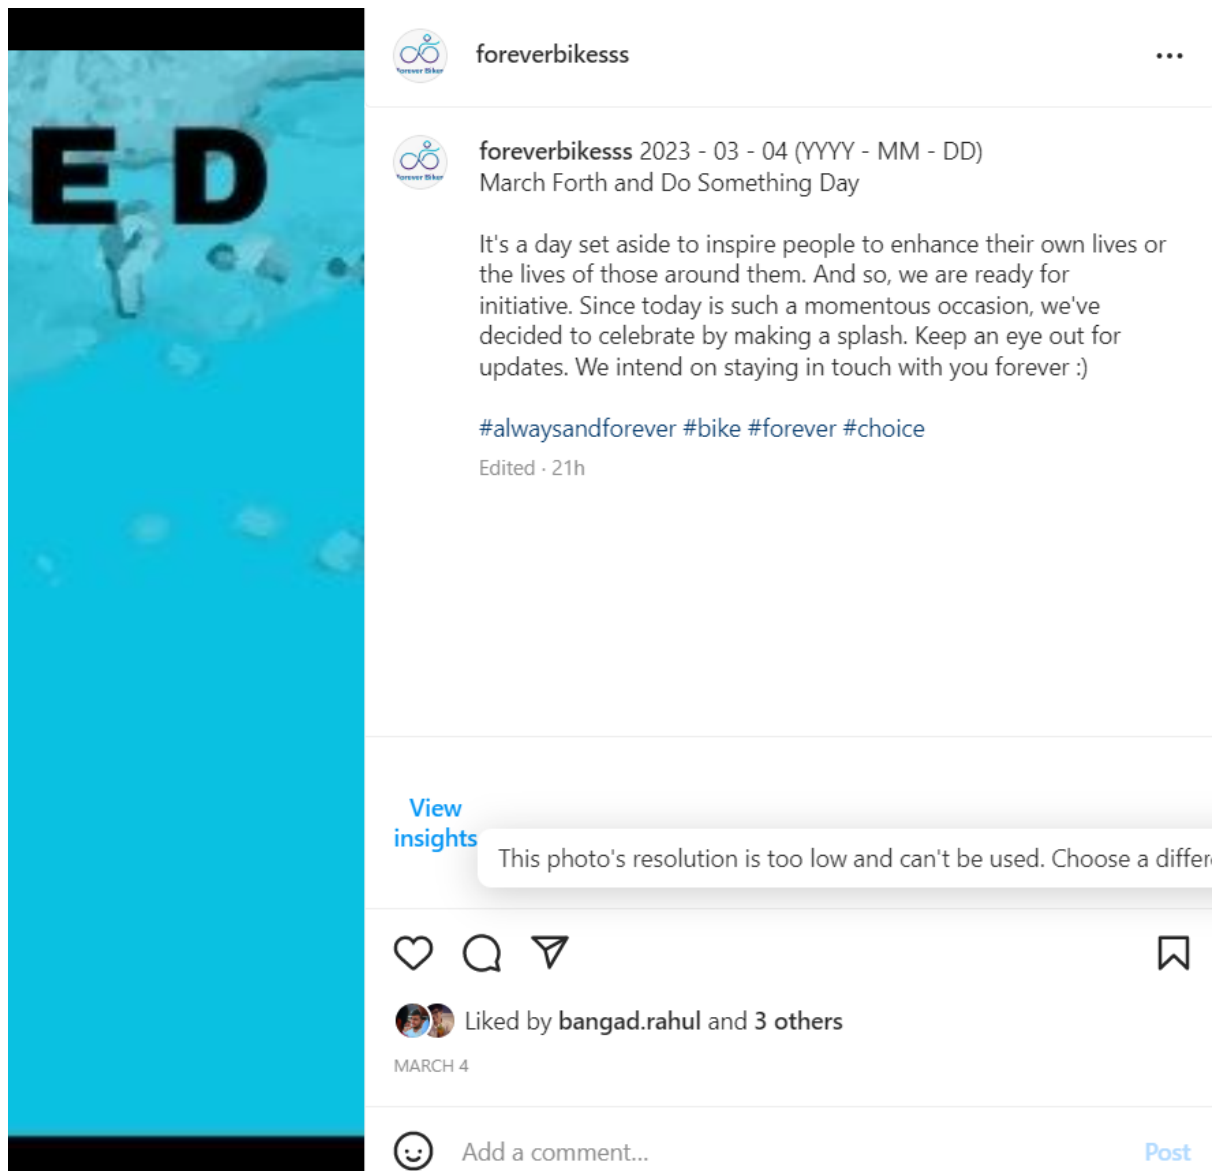 E D
foreverbikesss
foreverbikesss 2023 - 03 - 04 (YYYY - MM - DD)
March Forth and Do Something Day
It's a day set aside to inspire people to enhance their own lives or
the lives of those around them. And so, we are ready for
initiative. Since today is such a momentous occasion, we've
decided to celebrate by making a splash. Keep an eye out for
updates. We intend on staying in touch with you forever :)
#alwaysandforever #bike #forever #choice
Edited · 21h
View
insights
This photo's resolution is too low and can't be used. Choose a differ
Liked by bangad.rahul and 3 others
MARCH 4
Add a comment...
Post